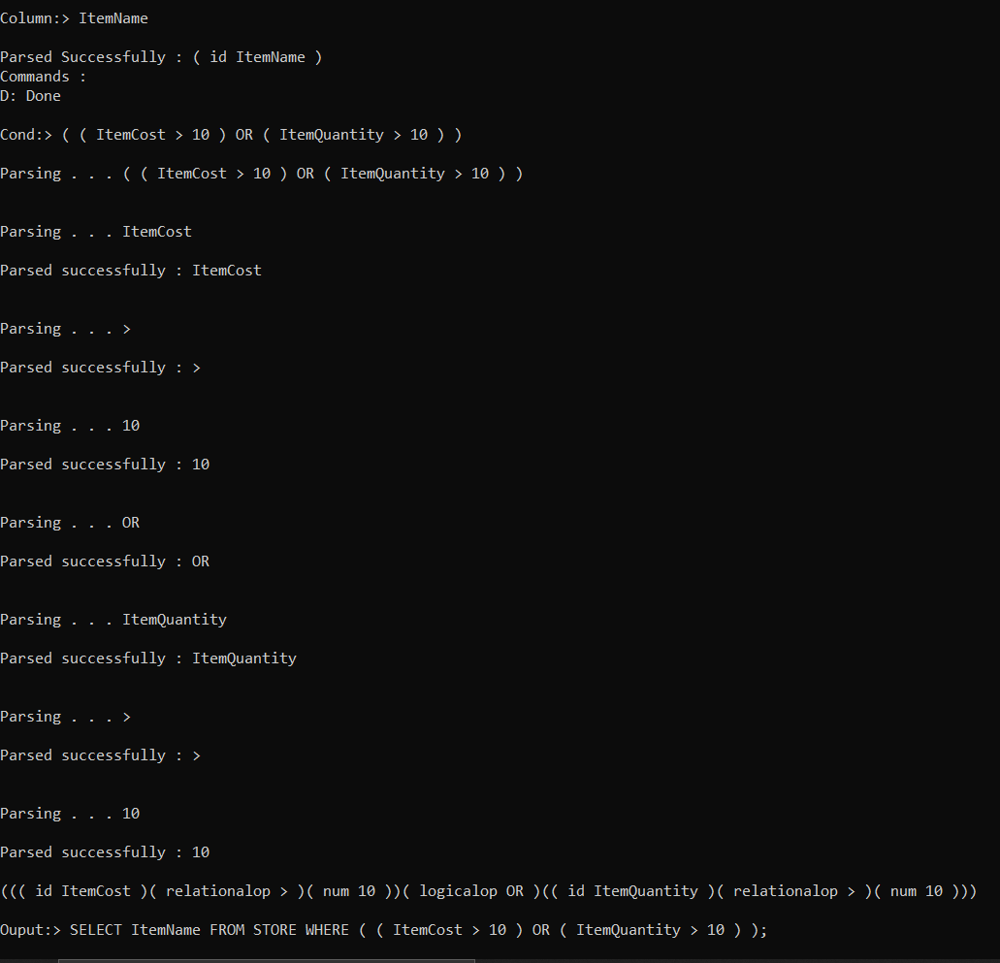 Column:> ItemName
Parsed Successfully : ( id ItemName )
Commands :
D: Done
Cond:> ( ( ItemCost > 10 ) OR ( ItemQuantity > 10 ) )
Parsing . . . ( ( ItemCost > 10 ) OR ( ItemQuantity > 10 ) )
Parsing . . . ItemCost
Parsed successfully : ItemCost
Parsing . . . >
Parsed successfully : >
Parsing . . . 10
Parsed successfully : 10
Parsing . . . OR
Parsed successfully : OR
Parsing . . . ItemQuantity
Parsed successfully : ItemQuantity
Parsing . . . >
Parsed successfully : >
Parsing . . . 10
Parsed successfully : 10
((( id ItemCost )( relationalop > )( num 10 ))( logicalop OR )(( id ItemQuantity )( relationalop > )( num 10 )))
Ouput:> SELECT ItemName FROM STORE WHERE ( ( ItemCost > 10 ) OR ( ItemQuantity > 10 ) );